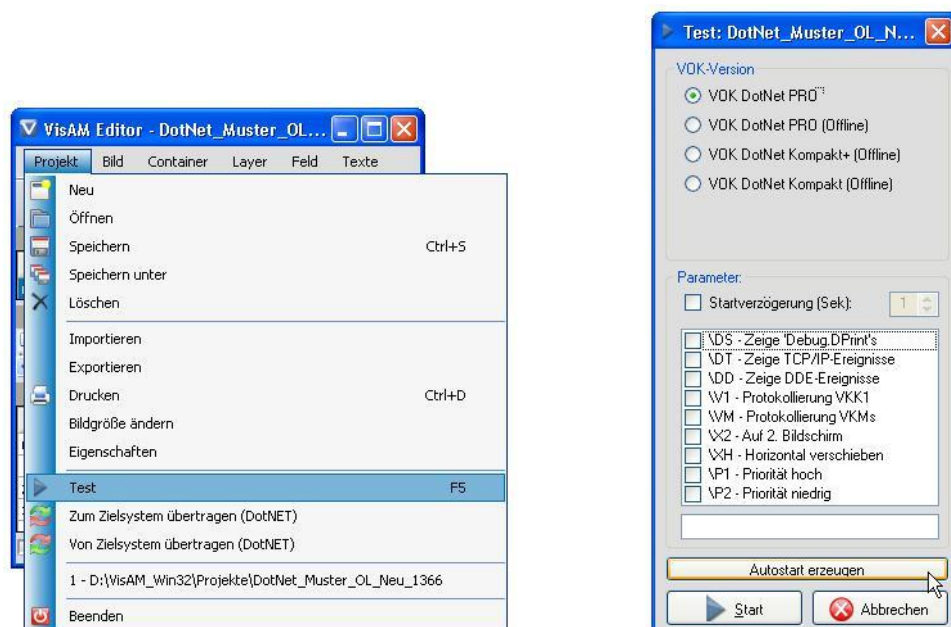 VisAM Editor - DotNet_Muster_OL...
Projekt Bild Container Layer Feld Texte
Neu
Öffnen
Speichern Ctrl+S
Speichern unter
Löschen
Importieren
Exportieren
Drucken Ctrl+D
Bildgröße ändern
Eigenschaften
Test F5
Zum Zielsystem übertragen (DotNET)
Von Zielsystem übertragen (DotNET)
1 - D:\VisAM_Win32\Projekte\DotNet_Muster_OL_Neu_1366
Beenden
Test: DotNet_Muster_OL_N...
VOK-Version
VOK DotNet PRO
VOK DotNet PRO (Offline)
VOK DotNet Kompakt+ (Offline)
VOK DotNet Kompakt (Offline)
Parameter:
Startverzögerung (Sek): 1
\DS - Zeige 'Debug.DPrint's
\DT - Zeige TCP/IP-Ereignisse
\DD - Zeige DDE-Ereignisse
\V1 - Protokollierung VKK1
\VM - Protokollierung VKMs
\X2 - Auf 2. Bildschirm
\XH - Horizontal verschieben
\P1 - Priorität hoch
\P2 - Priorität niedrig
Autostart erzeugen
Start Abbrechen